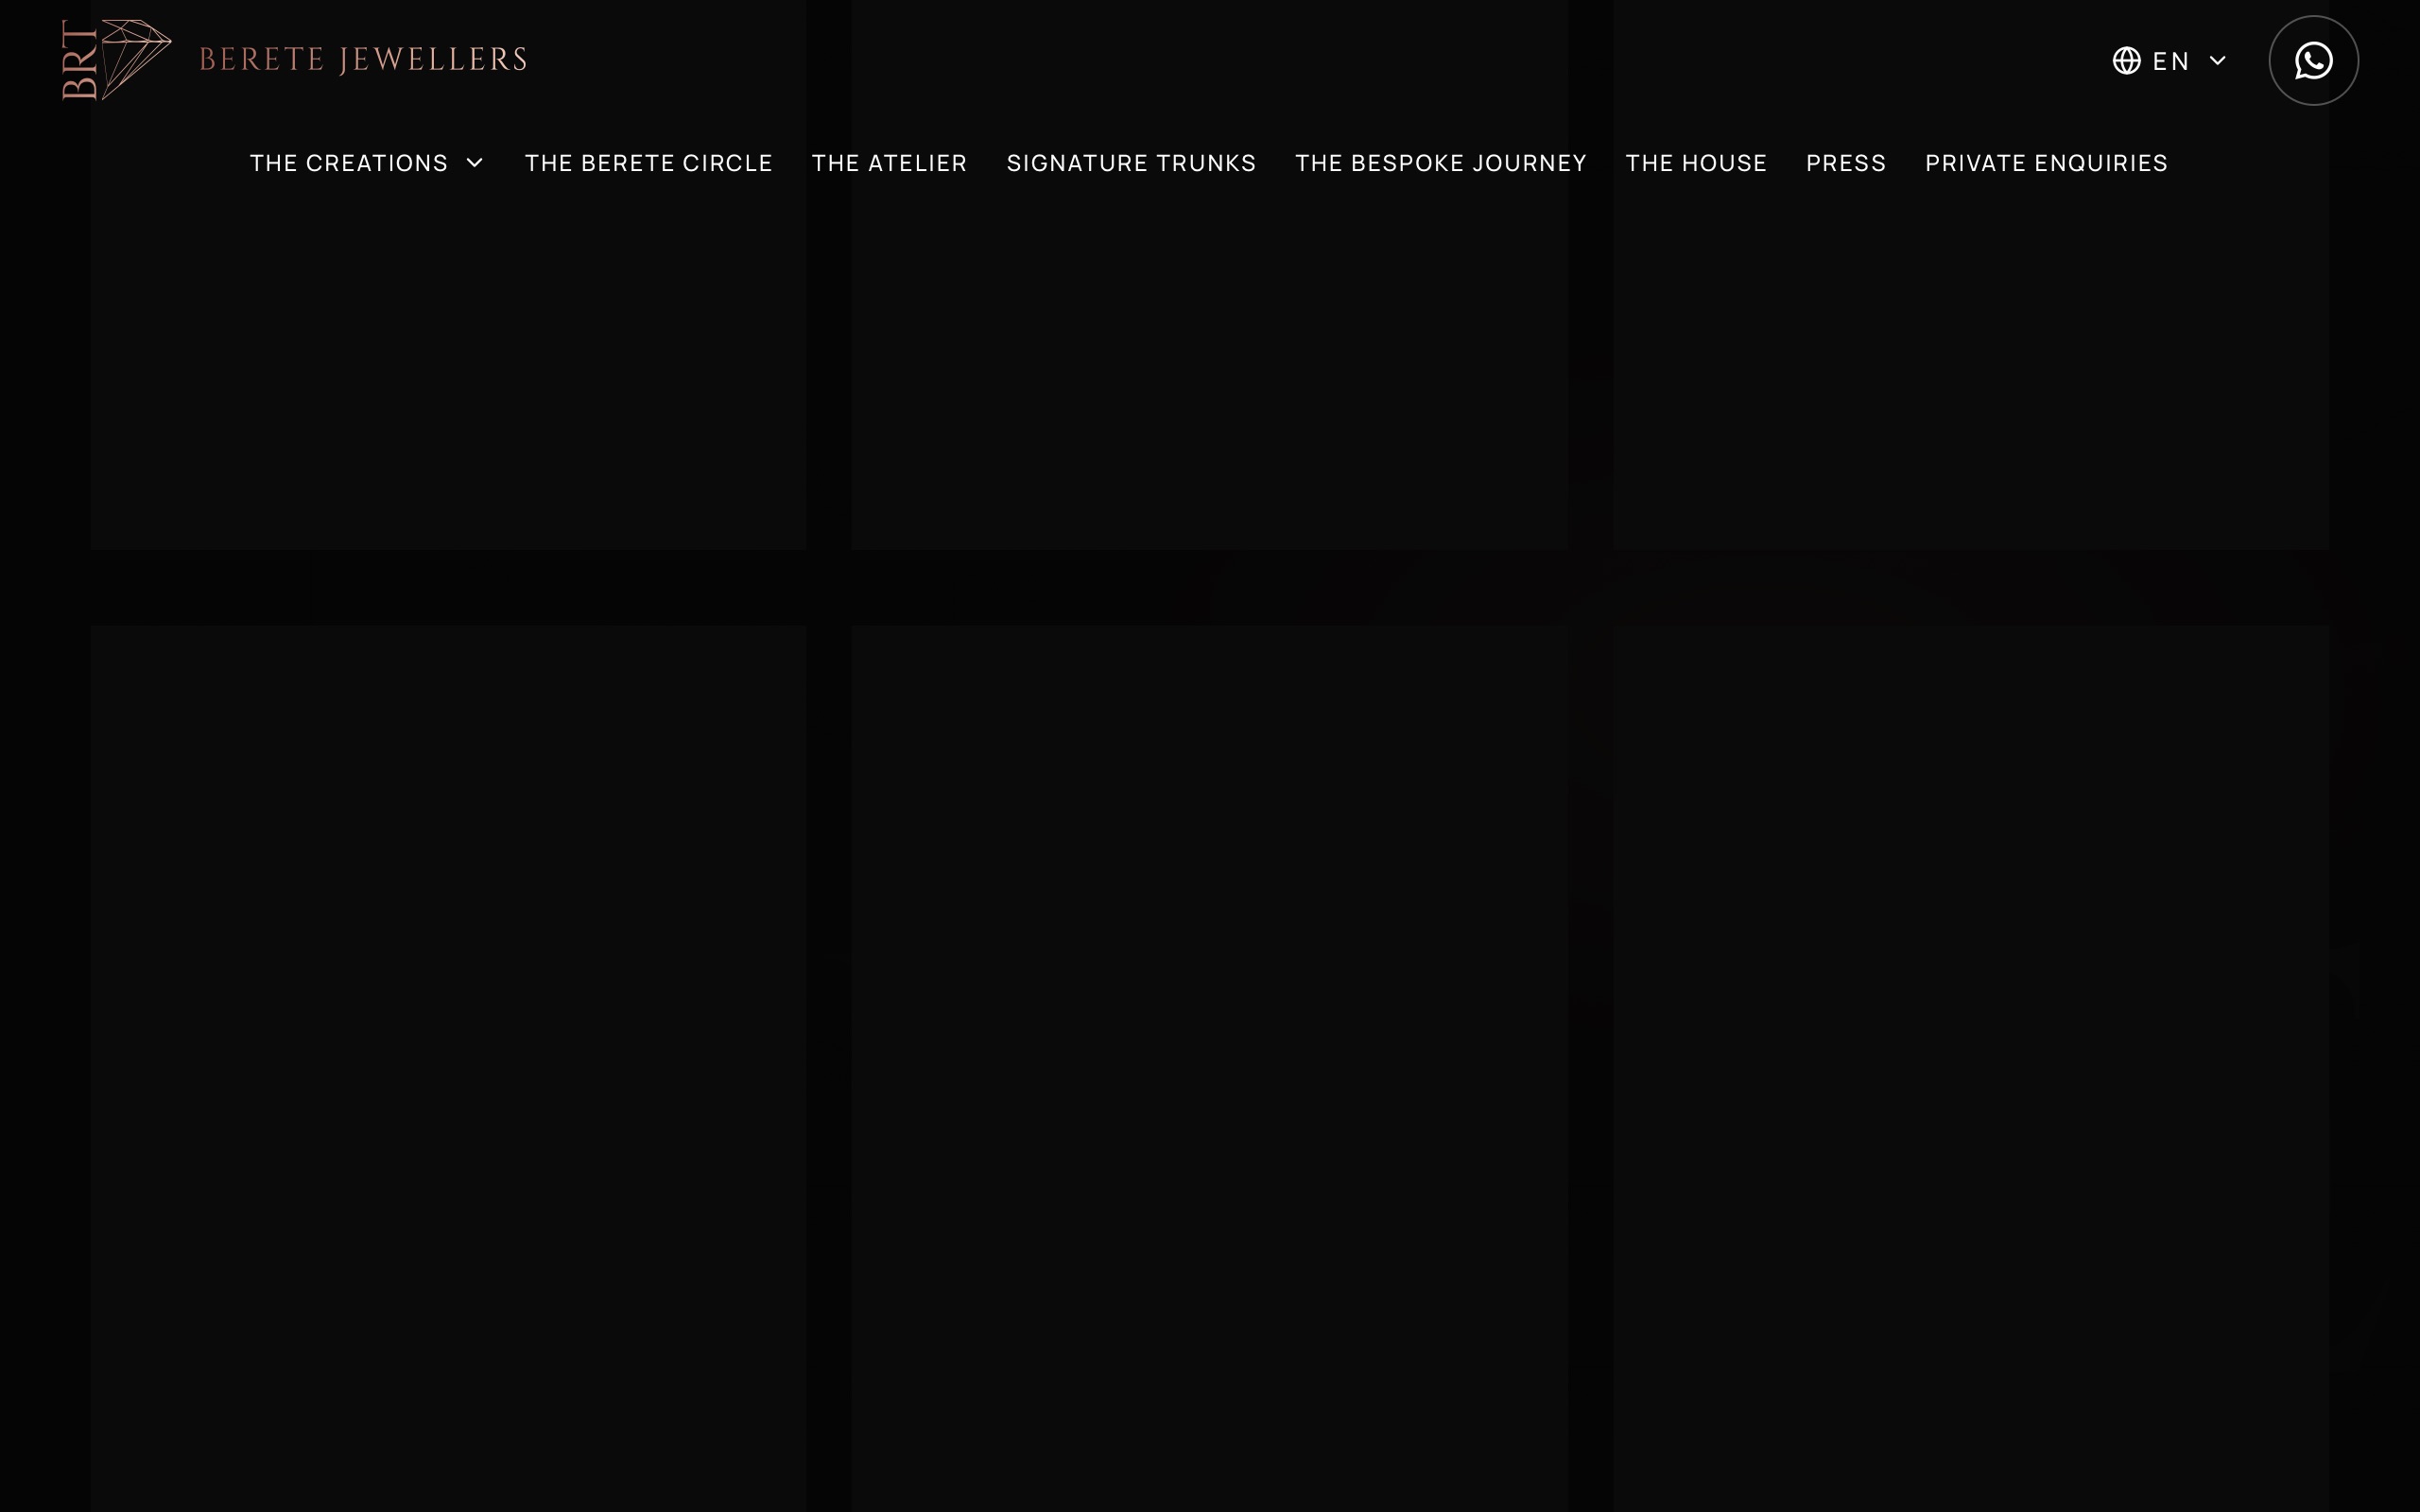 BRT
BERETE JEWELLERS
EN
THE CREATIONS THE BERETE CIRCLE THE ATELIER SIGNATURE TRUNKS THE BESPOKE JOURNEY THE HOUSE PRESS PRIVATE ENQUIRIES